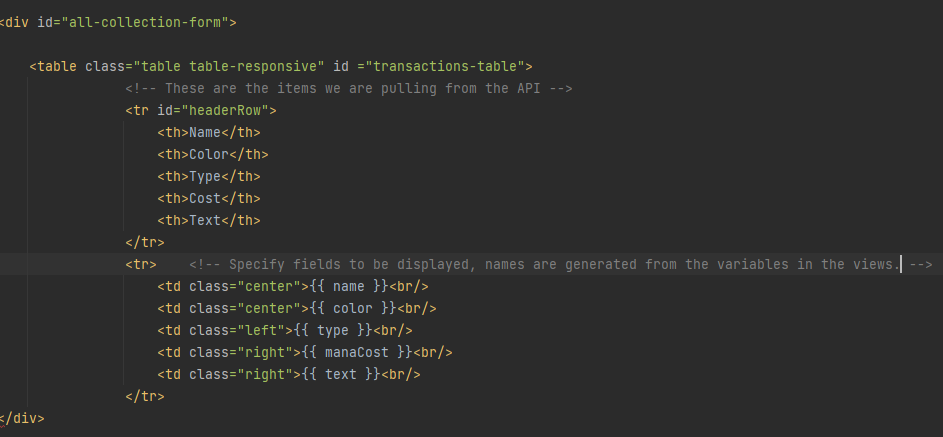 <div id="all-collection-form">
<table class="table table-responsive" id ="transactions-table">
<!-- These are the items we are pulling from the API -->
<tr id="headerRow">
<th>Name</th>
<th>Color</th>
<th>Type</th>
<th>Cost</th>
<th>Text</th>
</tr>
<tr>    <!-- Specify fields to be displayed, names are generated from the variables in the views. -->
<td class="center">{{ name }}<br/>
<td class="center">{{ color }}<br/>
<td class="left">{{ type }}<br/>
<td class="right">{{ manaCost }}<br/>
<td class="right">{{ text }}<br/>
</tr>
</div>